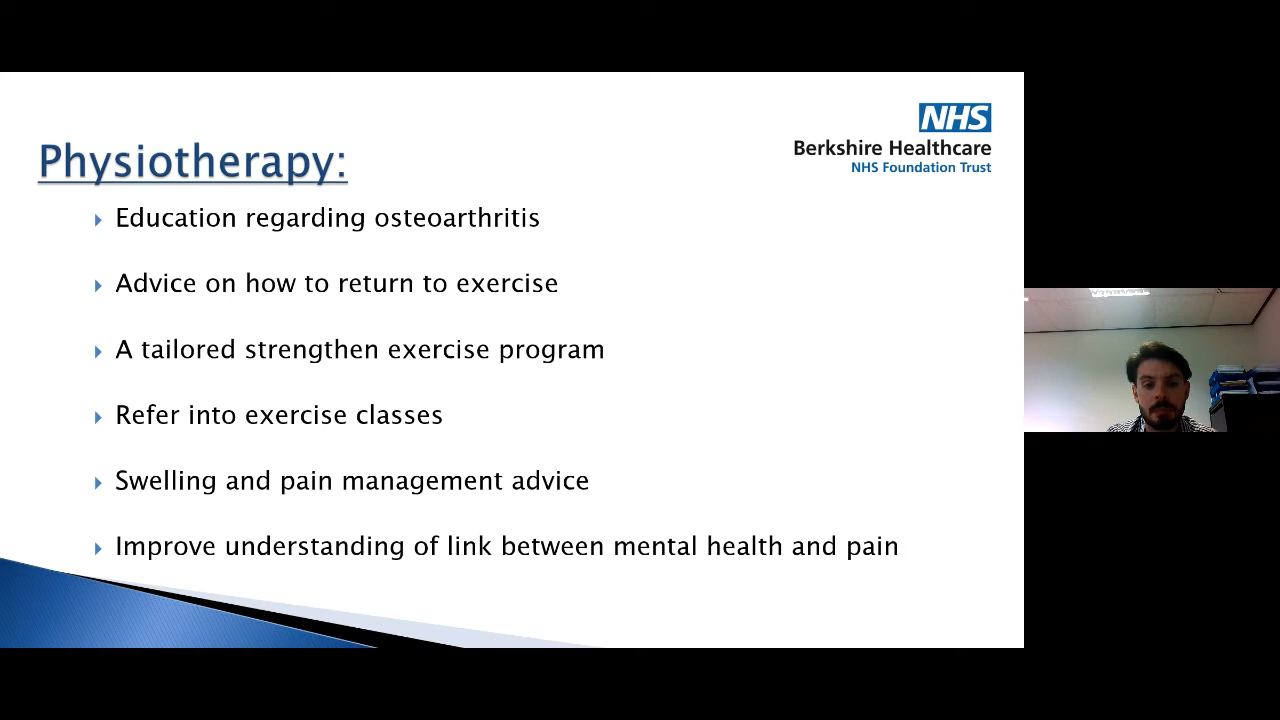 NHS
Berkshire Healthcare
NHS Foundation Trust
Physiotherapy:
Education regarding osteoarthritis
Advice on how to return to exercise
A tailored strengthen exercise program
Refer into exercise classes
Swelling and pain management advice
Improve understanding of link between mental health and pain